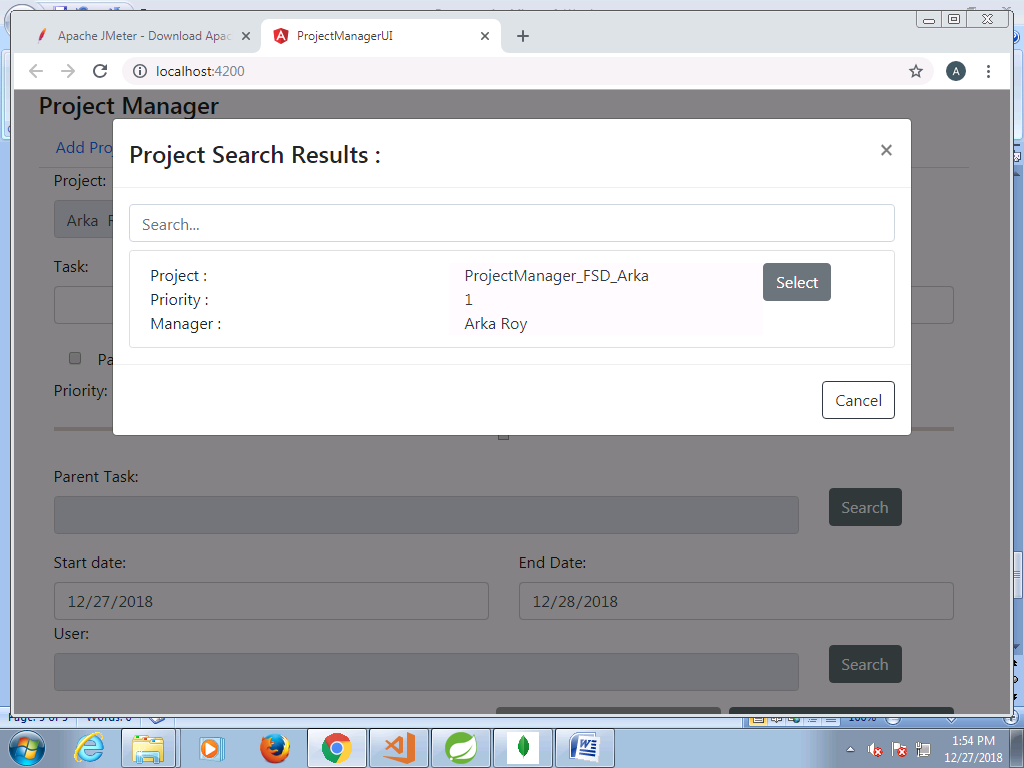 Apache JMeter - Download Apac
ProjectManagerUI
localhost:4200
A
Project Manager
Add Pro
Project Search Results :
Project:
Arka
Search...
Task:
Project : ProjectManager_FSD_Arka Select
Priority : 1
Manager : Arka Roy
Pa
Priority:
Cancel
Parent Task:
Search
Start date: End Date:
12/27/2018 12/28/2018
User:
Search
100%
1:54 PM
12/27/2018